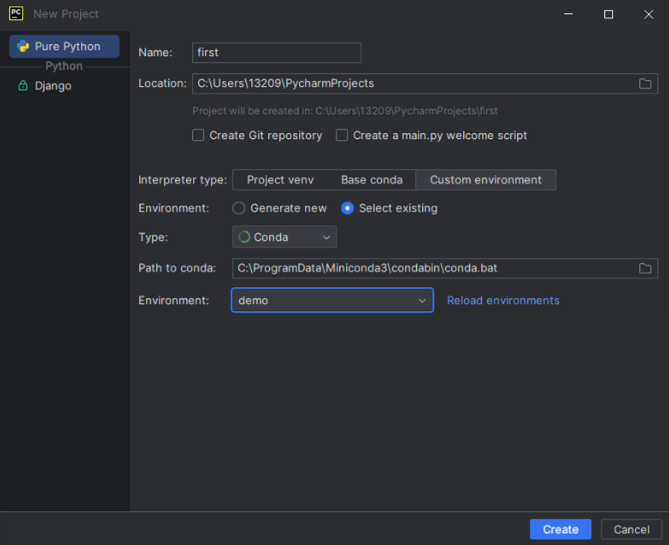 PC New Project
Pure Python
Python
Django
Name: first
Location: C:\Users\13209\PycharmProjects
Project will be created in: C:\Users\13209\PycharmProjects\first
Create Git repository Create a main.py welcome script
Interpreter type: Project venv Base conda Custom environment
Environment: Generate new Select existing
Type: Conda
Path to conda: C:\ProgramData\Miniconda3\condabin\conda.bat
Environment: demo Reload environments
Create Cancel